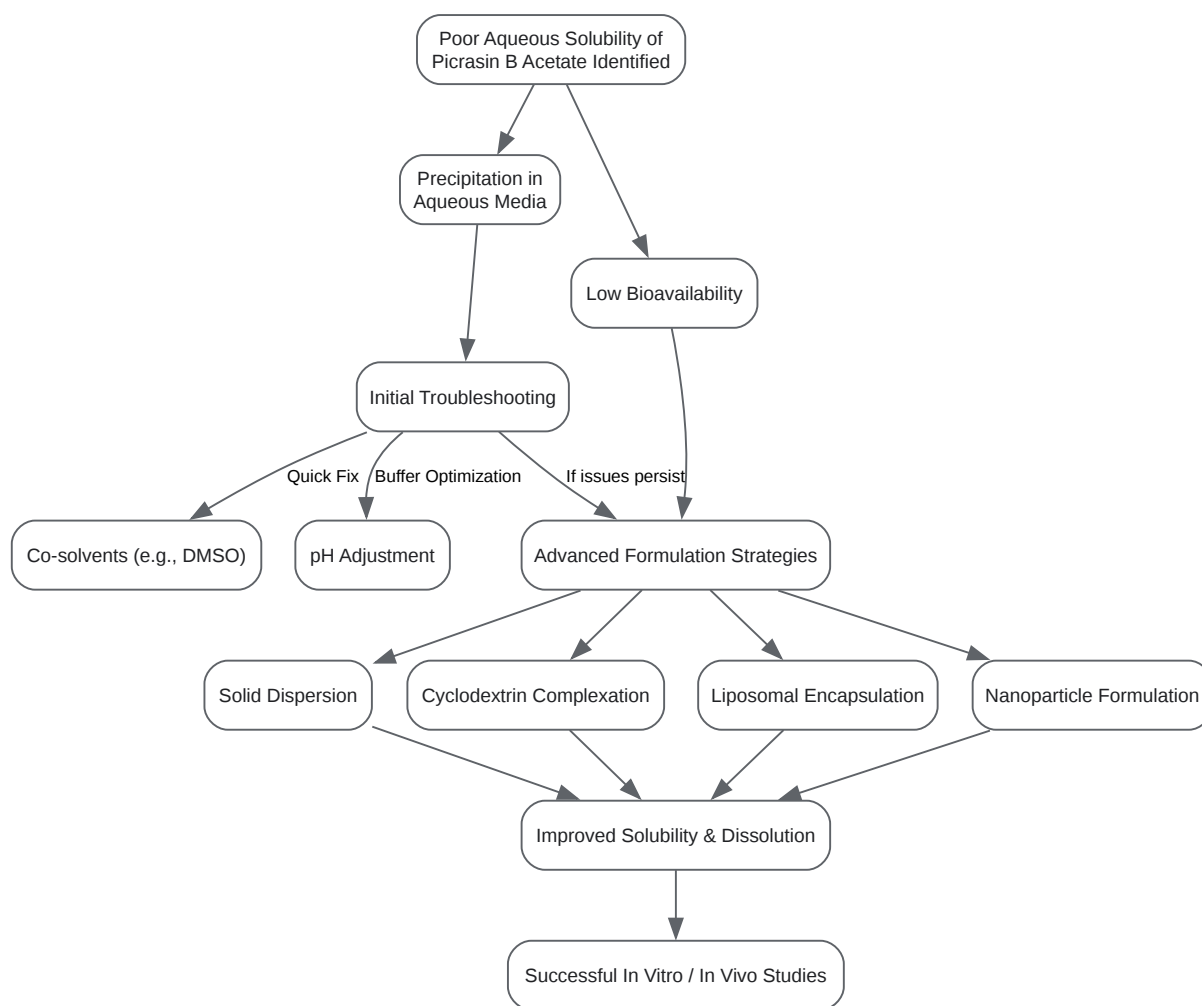 Poor Aqueous Solubility of
Picrasin B Acetate Identified
Precipitation in
Aqueous Media
Low Bioavailability
Initial Troubleshooting
Quick Fix
Buffer Optimization
If issues persist
Co-solvents (e.g., DMSO)
pH Adjustment
Advanced Formulation Strategies
Solid Dispersion
Cyclodextrin Complexation
Liposomal Encapsulation
Nanoparticle Formulation
Improved Solubility & Dissolution
Successful In Vitro / In Vivo Studies